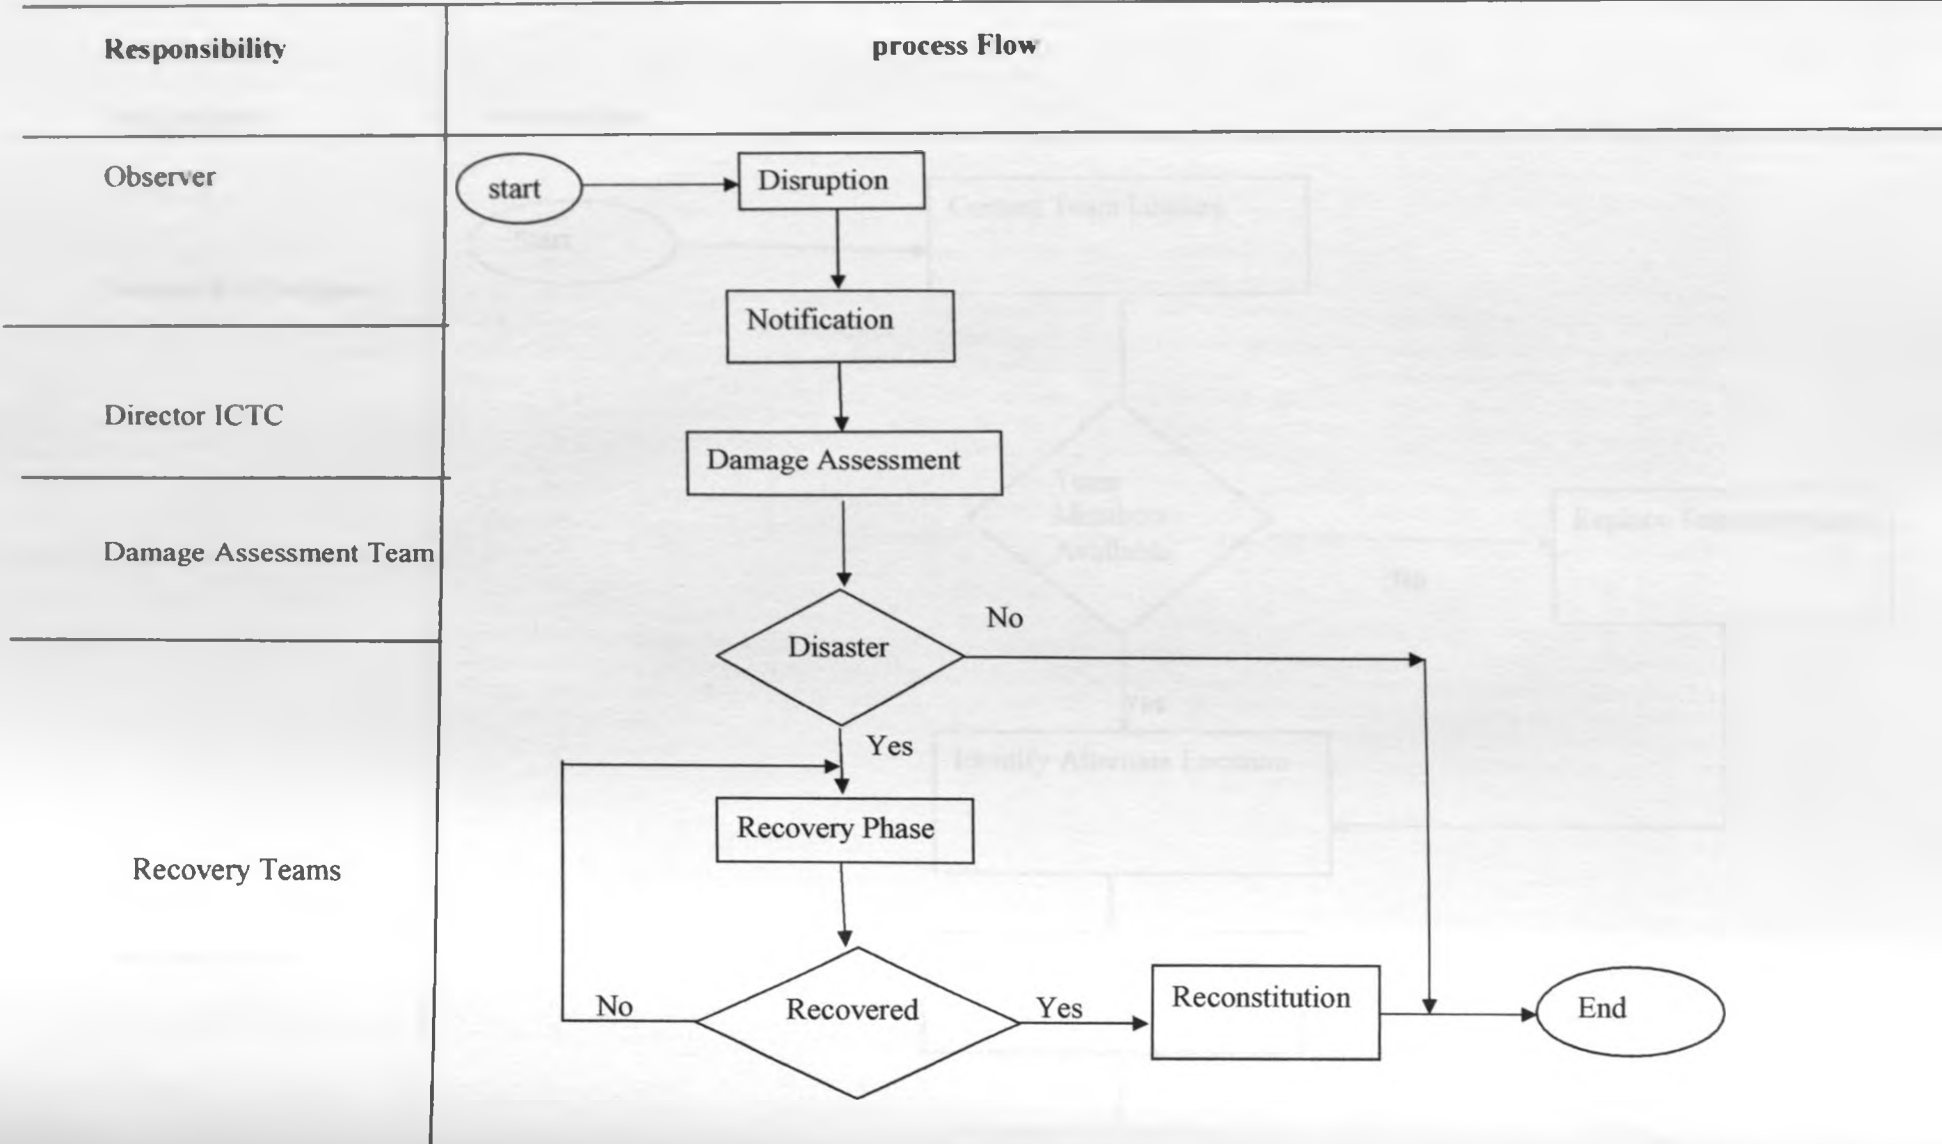 Responsibility
process Flow
Observer
start
Disruption
Notification
Director ICTC
Damage Assessment
Damage Assessment Team
Disaster
No
Yes
Recovery Phase
Recovery Teams
No
Recovered
Yes
Reconstitution
End